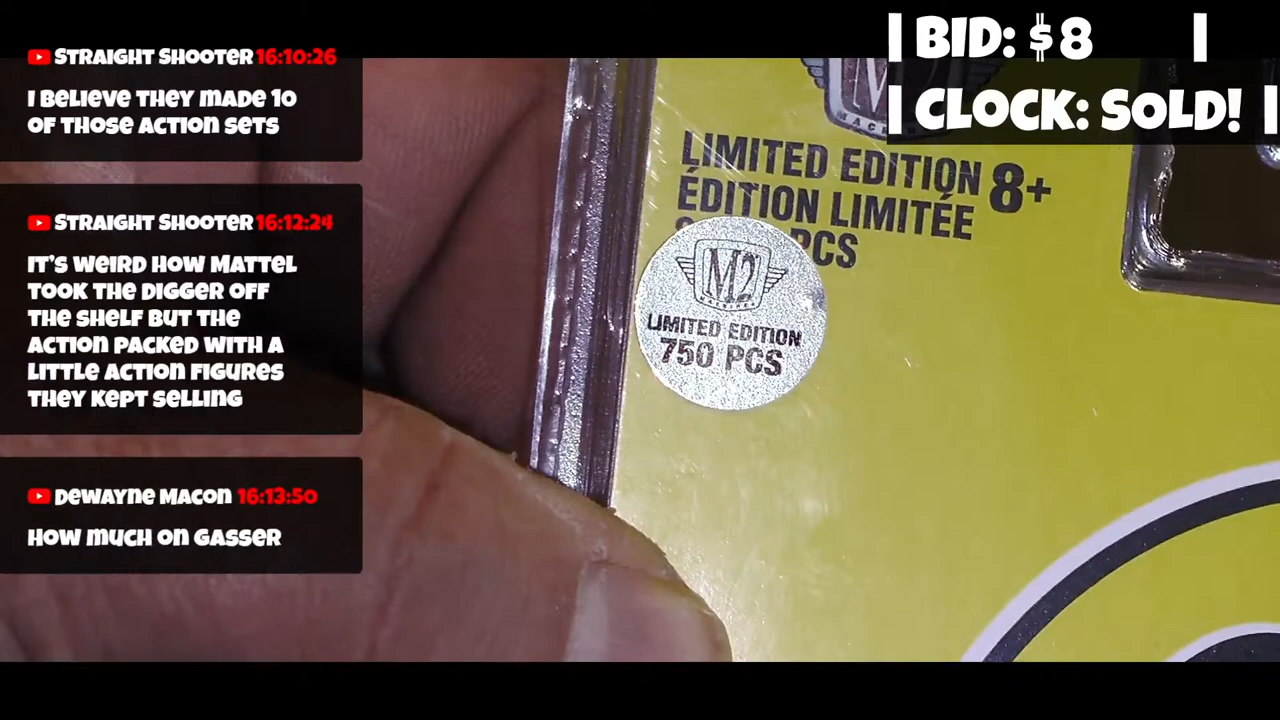 STRAIGHT SHOOTER 16:10:26
I BELIEVE THEY MADE 10
OF THOSE ACTION SETS
STRAIGHT SHOOTER 16:12:24
IT'S WEIRD HOW MATTEL
TOOK THE DIGGER OFF
THE SHELF BUT THE
ACTION PACKED WITH A
LITTLE ACTION FIGURES
THEY KEPT SELLING
DEWAYNE MACON 16:13:50
HOW MUCH ON GASSER
| BID: $8 |
| CLOCK: SOLD! |
LIMITED EDITION 8+
ÉDITION LIMITÉE
PCS
M2
MACHINES
LIMITED EDITION
750 PCS